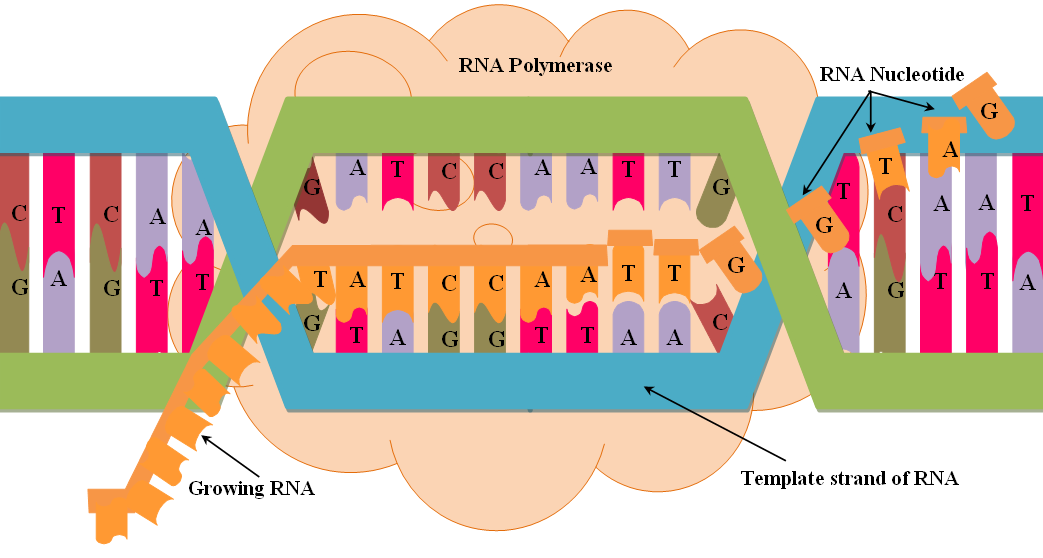 RNA Polymerase
RNA Nucleotide
G
T A
G
G A T C C A A T T G
C T C A A
T C A A T
G A G T T
A G T T A
T A T C C A A T T G
G T A G G T T A A C
Growing RNA
Template strand of RNA